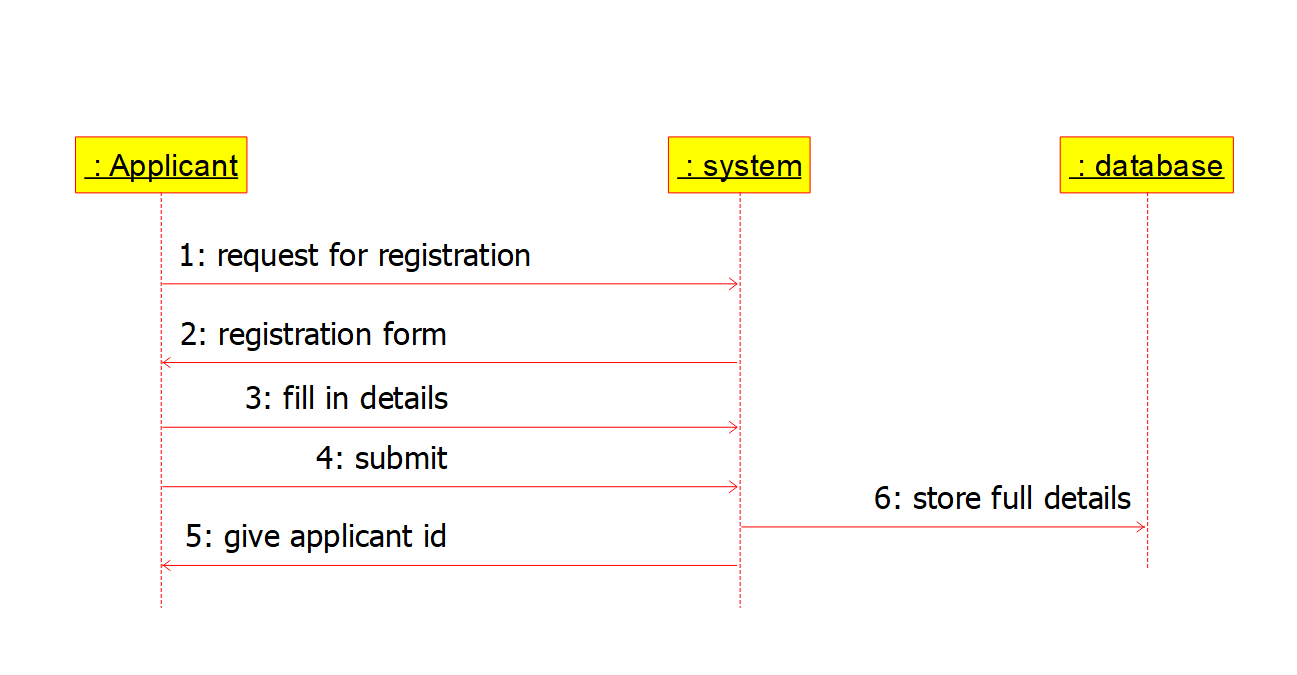 : Applicant
: system
: database
1: request for registration
2: registration form
3: fill in details
4: submit
6: store full details
5: give applicant id